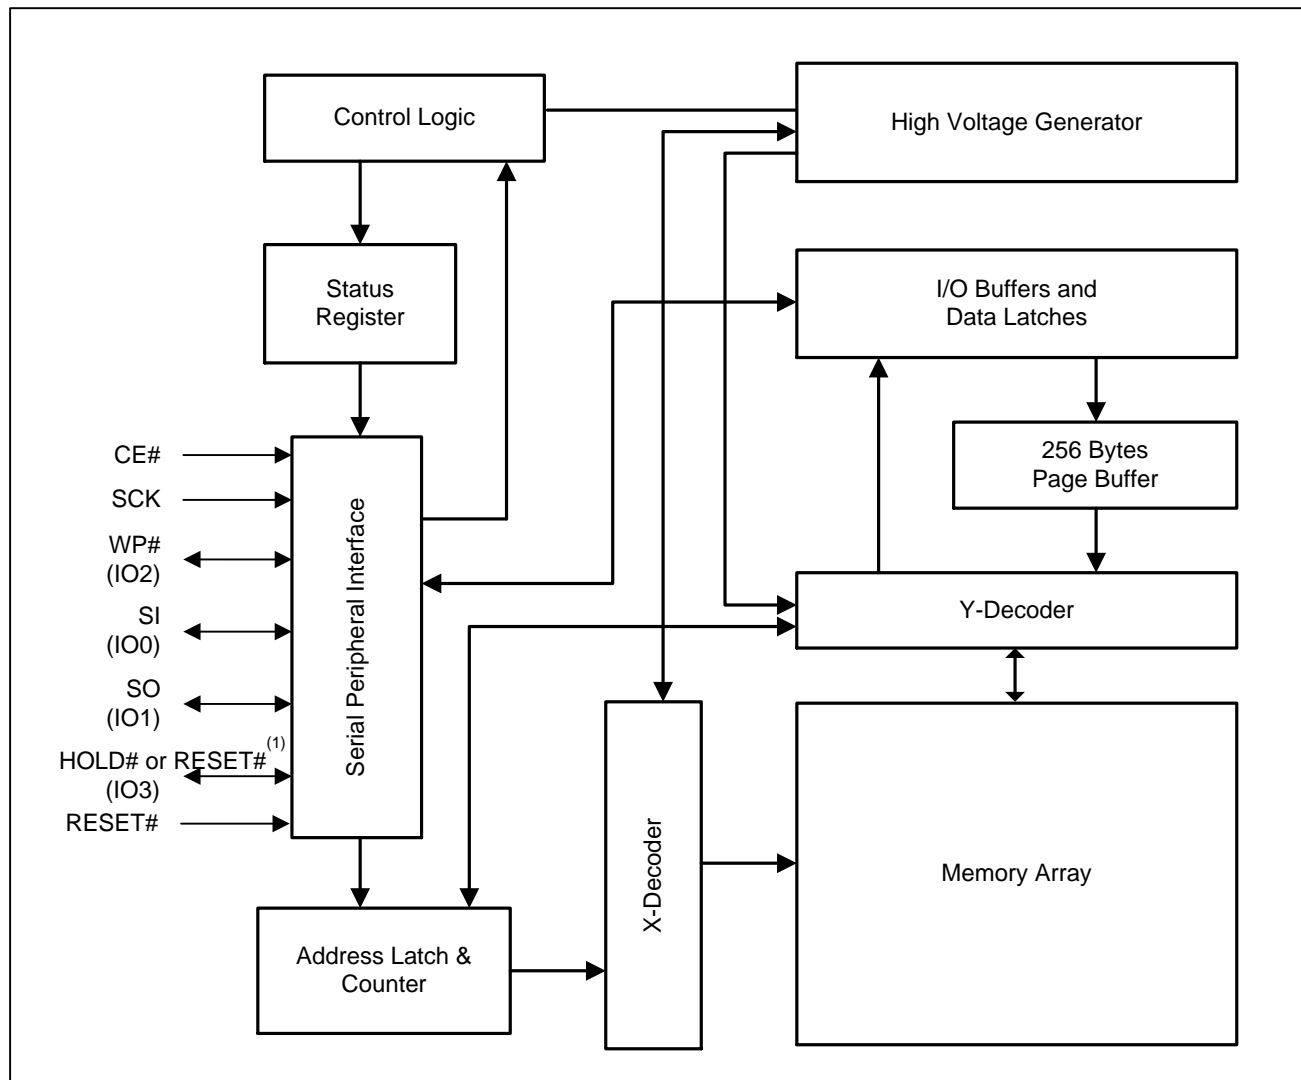 Control Logic
High Voltage Generator
Status
Register
I/O Buffers and
Data Latches
256 Bytes
Page Buffer
Y-Decoder
CE#
SCK
WP#
(IO2)
SI
(IO0)
SO
(IO1)
HOLD# or RESET#(1)
(IO3)
RESET#
Serial Peripheral Interface
X-Decoder
Memory Array
Address Latch &
Counter